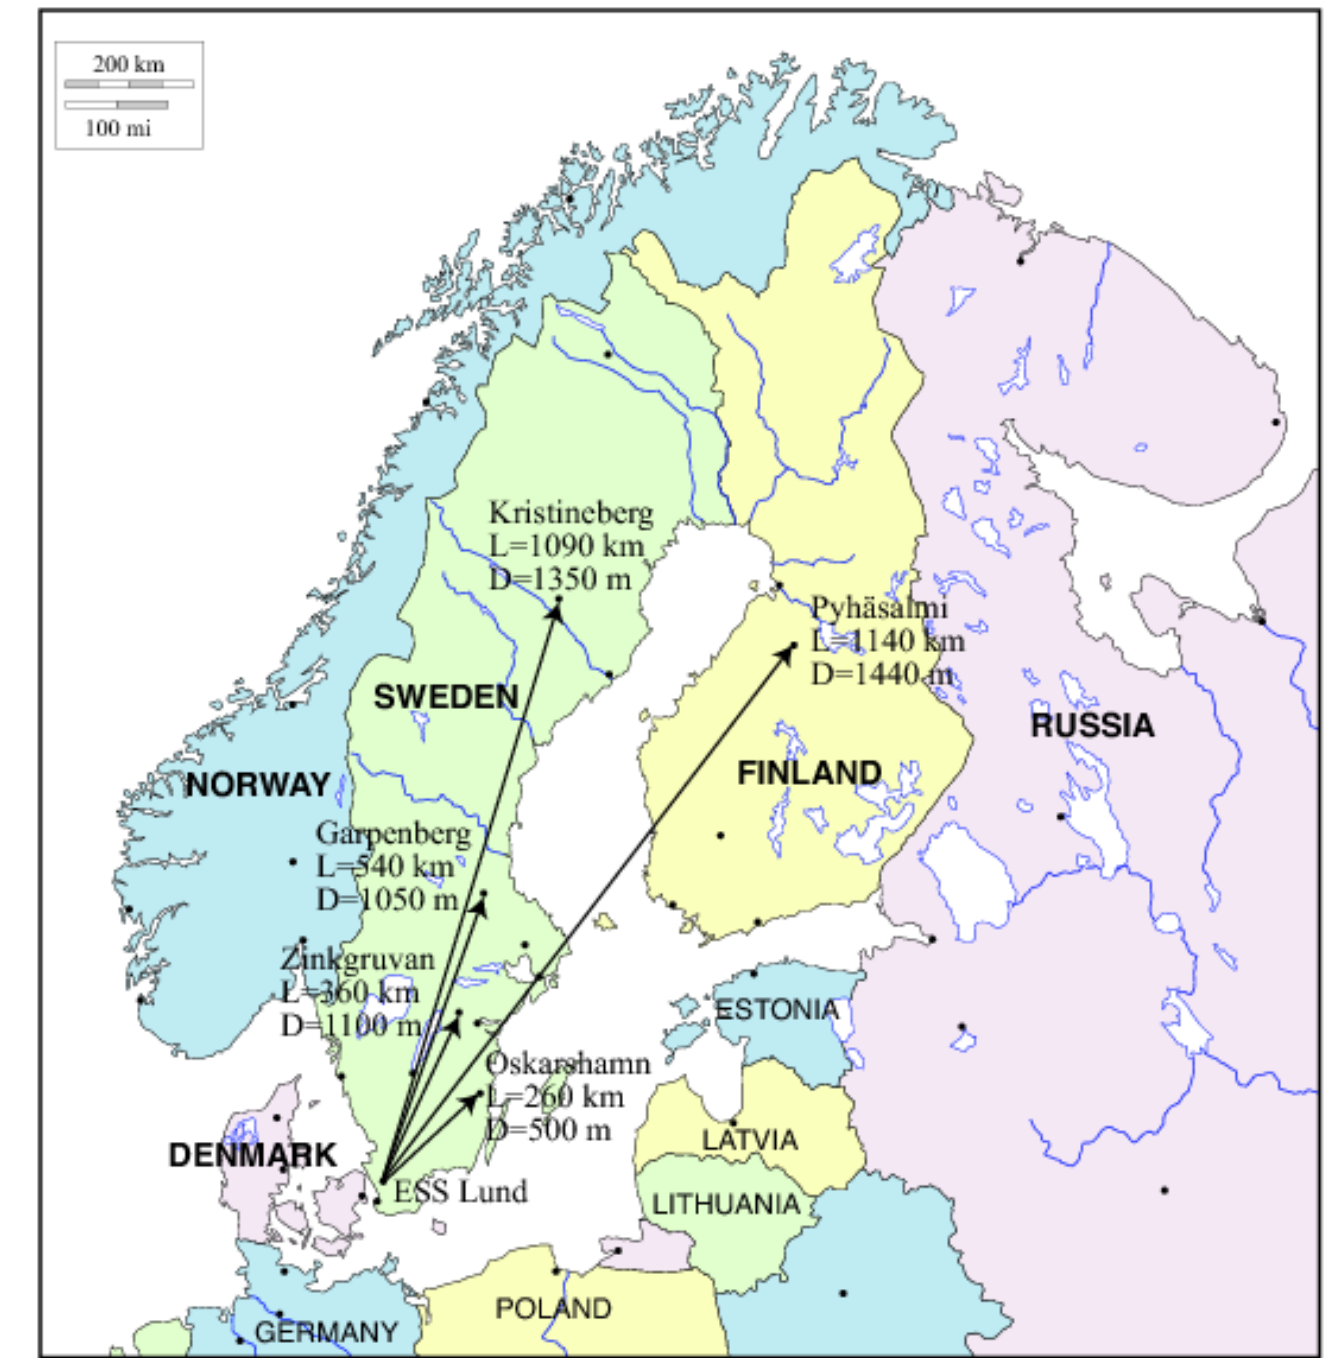 200 km
100 mi
Kristineberg
L=1090 km
D=1350 m
Pyhäsalmi
L=1140 km
D=1440 m
SWEDEN
RUSSIA
FINLAND
NORWAY
Garpenberg
L=540 km
D=1050 m
Zinkgruvan
L=360 km
D=1100 m
ESTONIA
Oskarshamn
L=260 km
D=500 m
LATVIA
DENMARK
ESS Lund
LITHUANIA
POLAND
GERMANY